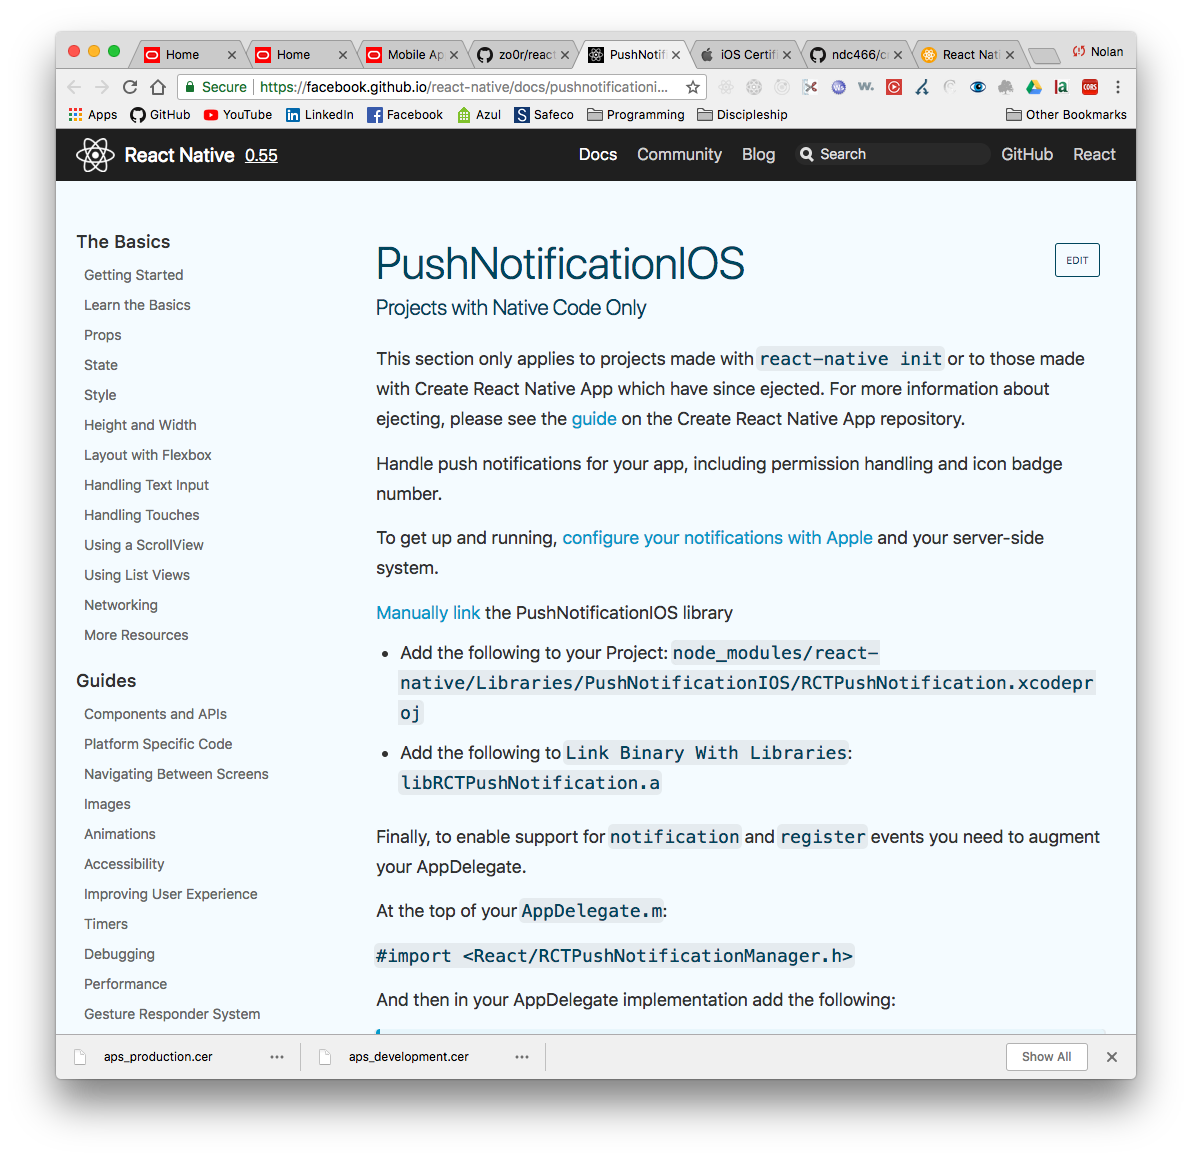 Home
Home
Mobile Ap
zo0r/react
PushNotif
iOS Certifi
ndc466/c
React Nati
Nolan
Secure
https://facebook.github.io/react-native/docs/pushnotificationi...
Apps
GitHub
YouTube
LinkedIn
Facebook
Azul
Safeco
Programming
Discipleship
Other Bookmarks
React Native 0.55
Docs
Community
Blog
Search
GitHub
React
The Basics
Getting Started
Learn the Basics
Props
State
Style
Height and Width
Layout with Flexbox
Handling Text Input
Handling Touches
Using a ScrollView
Using List Views
Networking
More Resources
Guides
Components and APIs
Platform Specific Code
Navigating Between Screens
Images
Animations
Accessibility
Improving User Experience
Timers
Debugging
Performance
Gesture Responder System
PushNotificationIOS
EDIT
Projects with Native Code Only
This section only applies to projects made with react-native init or to those made
with Create React Native App which have since ejected. For more information about
ejecting, please see the guide on the Create React Native App repository.
Handle push notifications for your app, including permission handling and icon badge
number.
To get up and running, configure your notifications with Apple and your server-side
system.
Manually link the PushNotificationIOS library
• Add the following to your Project: node_modules/react-
native/Libraries/PushNotificationIOS/RCTPushNotification.xcodepr
oj
• Add the following to Link Binary With Libraries:
libRCTPushNotification.a
Finally, to enable support for notification and register events you need to augment
your AppDelegate.
At the top of your AppDelegate.m:
#import <React/RCTPushNotificationManager.h>
And then in your AppDelegate implementation add the following:
aps_production.cer
aps_development.cer
Show All